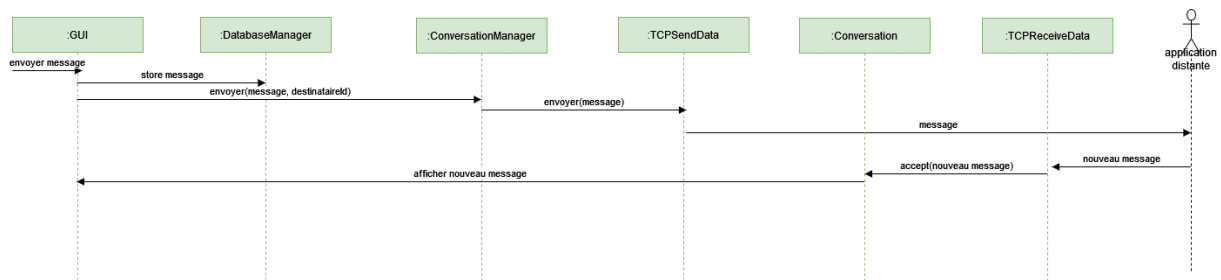 :GUI
:DatabaseManager
:ConversationManager
:TCPSendData
:Conversation
:TCPReceiveData
application
distante
envoyer message
store message
envoyer(message, destinataireId)
envoyer(message)
message
nouveau message
accept(nouveau message)
afficher nouveau message